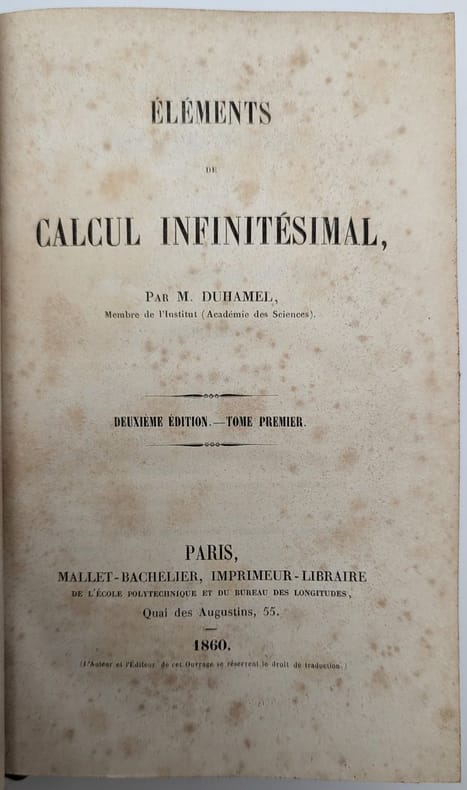 ÉLÉMENTS
DE
CALCUL INFINITÉSIMAL,
PAR M. DUHAMEL,
Membre de l'Institut (Académie des Sciences).
DEUXIÈME ÉDITION.—TOME PREMIER.
PARIS,
MALLET-BACHELIER, IMPRIMEUR-LIBRAIRE
DE L'ÉCOLE POLYTECHNIQUE ET DU BUREAU DES LONGITUDES,
Quai des Augustins, 55.
1860.
(L'Auteur et l'Éditeur de cet Ouvrage se réservent le droit de traduction.)